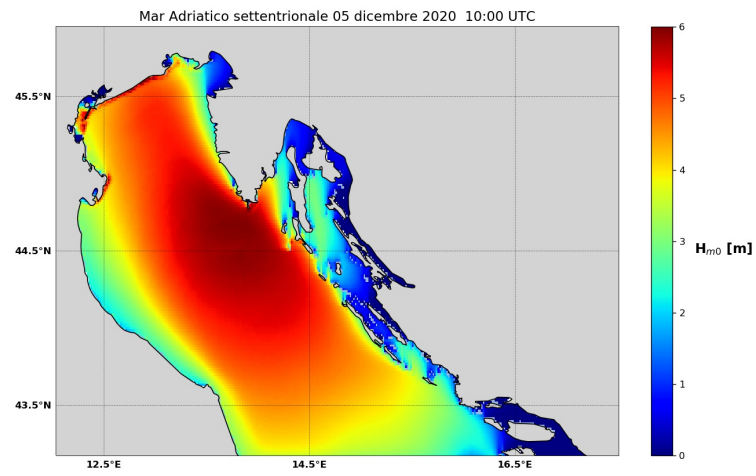 Mar Adriatico settentrionale 05 dicembre 2020  10:00 UTC
6
45.5°N
5
4
44.5°N
3
Hm0 [m]
2
1
43.5°N
0
12.5°E
14.5°E
16.5°E